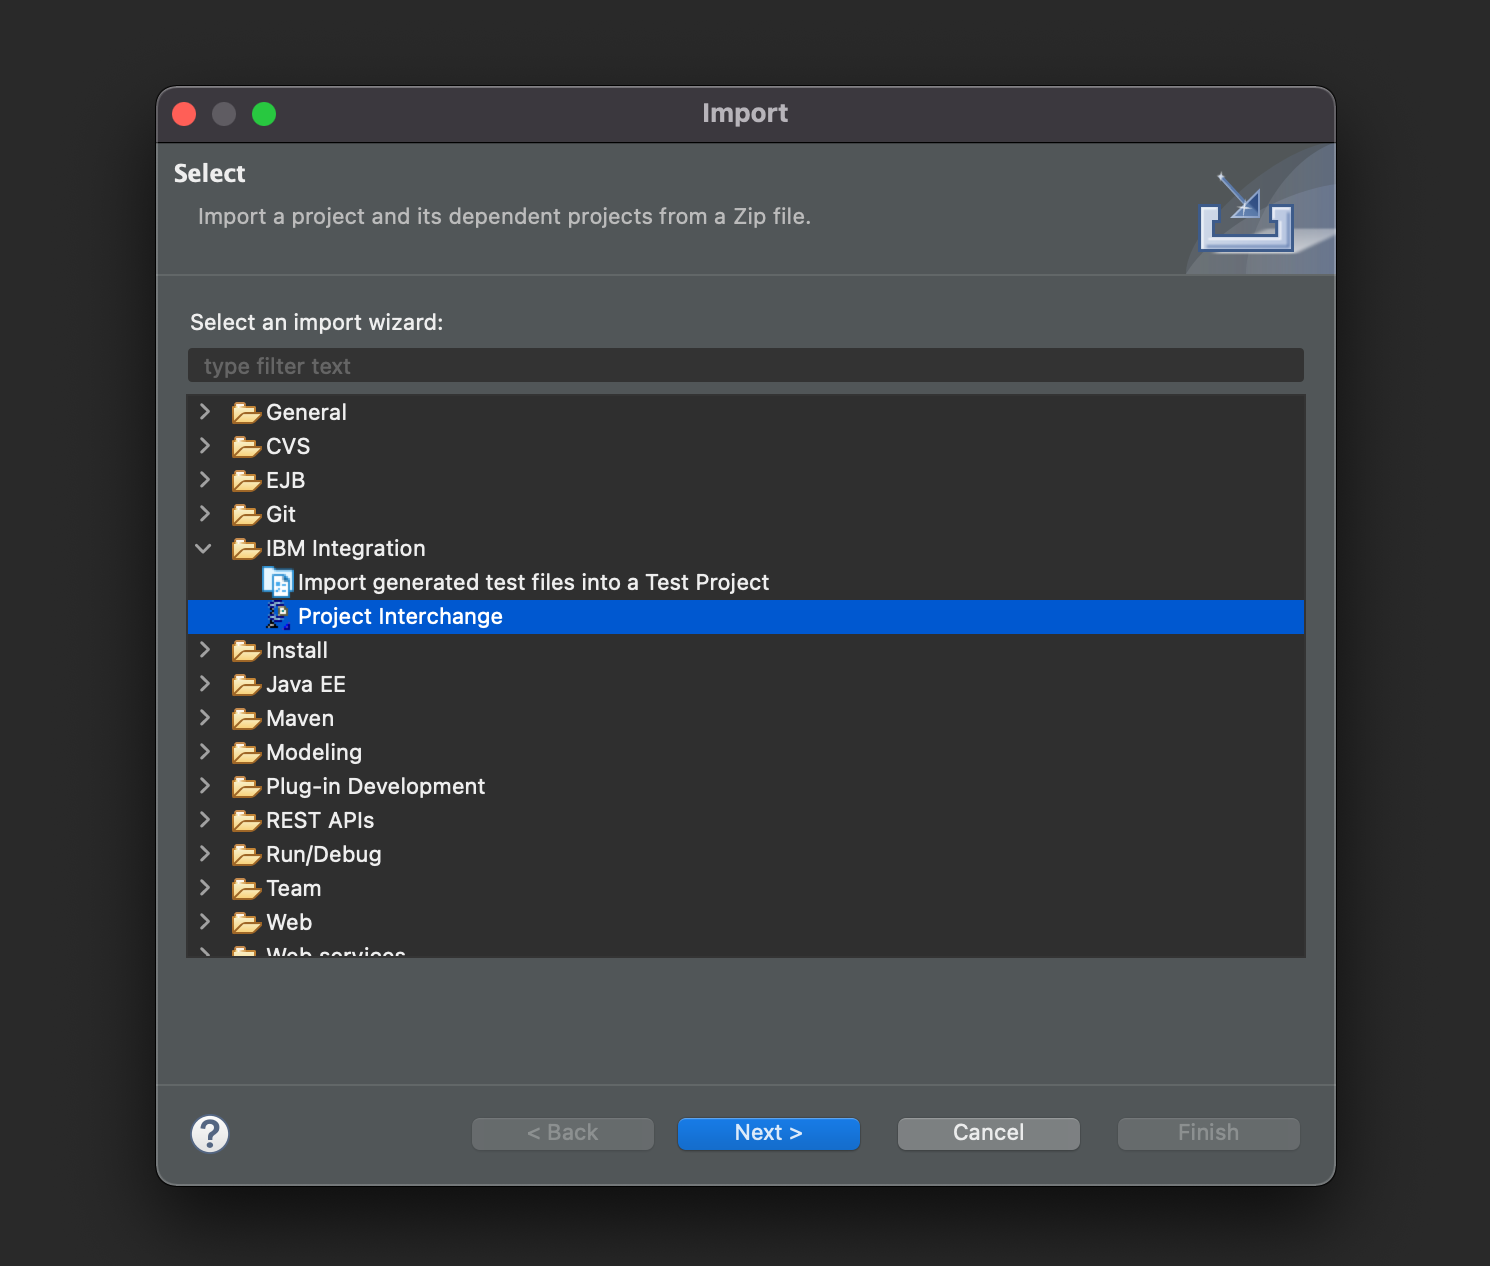 Import
Select
Import a project and its dependent projects from a Zip file.
Select an import wizard:
type filter text
General
CVS
EJB
Git
IBM Integration
Import generated test files into a Test Project
Project Interchange
Install
Java EE
Maven
Modeling
Plug-in Development
REST APIs
Run/Debug
Team
Web
Web services
?
< Back
Next >
Cancel
Finish